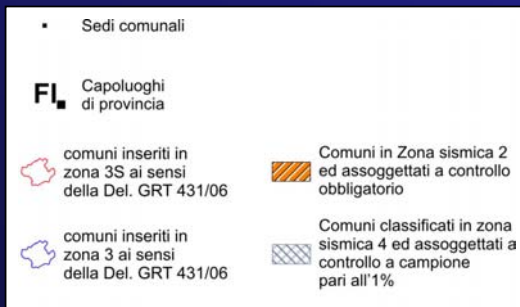 Sedi comunali
FI
Capoluoghi
di provincia
comuni inseriti in
zona 3S ai sensi
della Del. GRT 431/06
comuni inseriti in
zona 3 ai sensi
della Del. GRT 431/06
Comuni in Zona sismica 2
ed assoggettati a controllo
obbligatorio
Comuni classificati in zona
sismica 4 ed assoggettati a
controllo a campione
pari all'1%